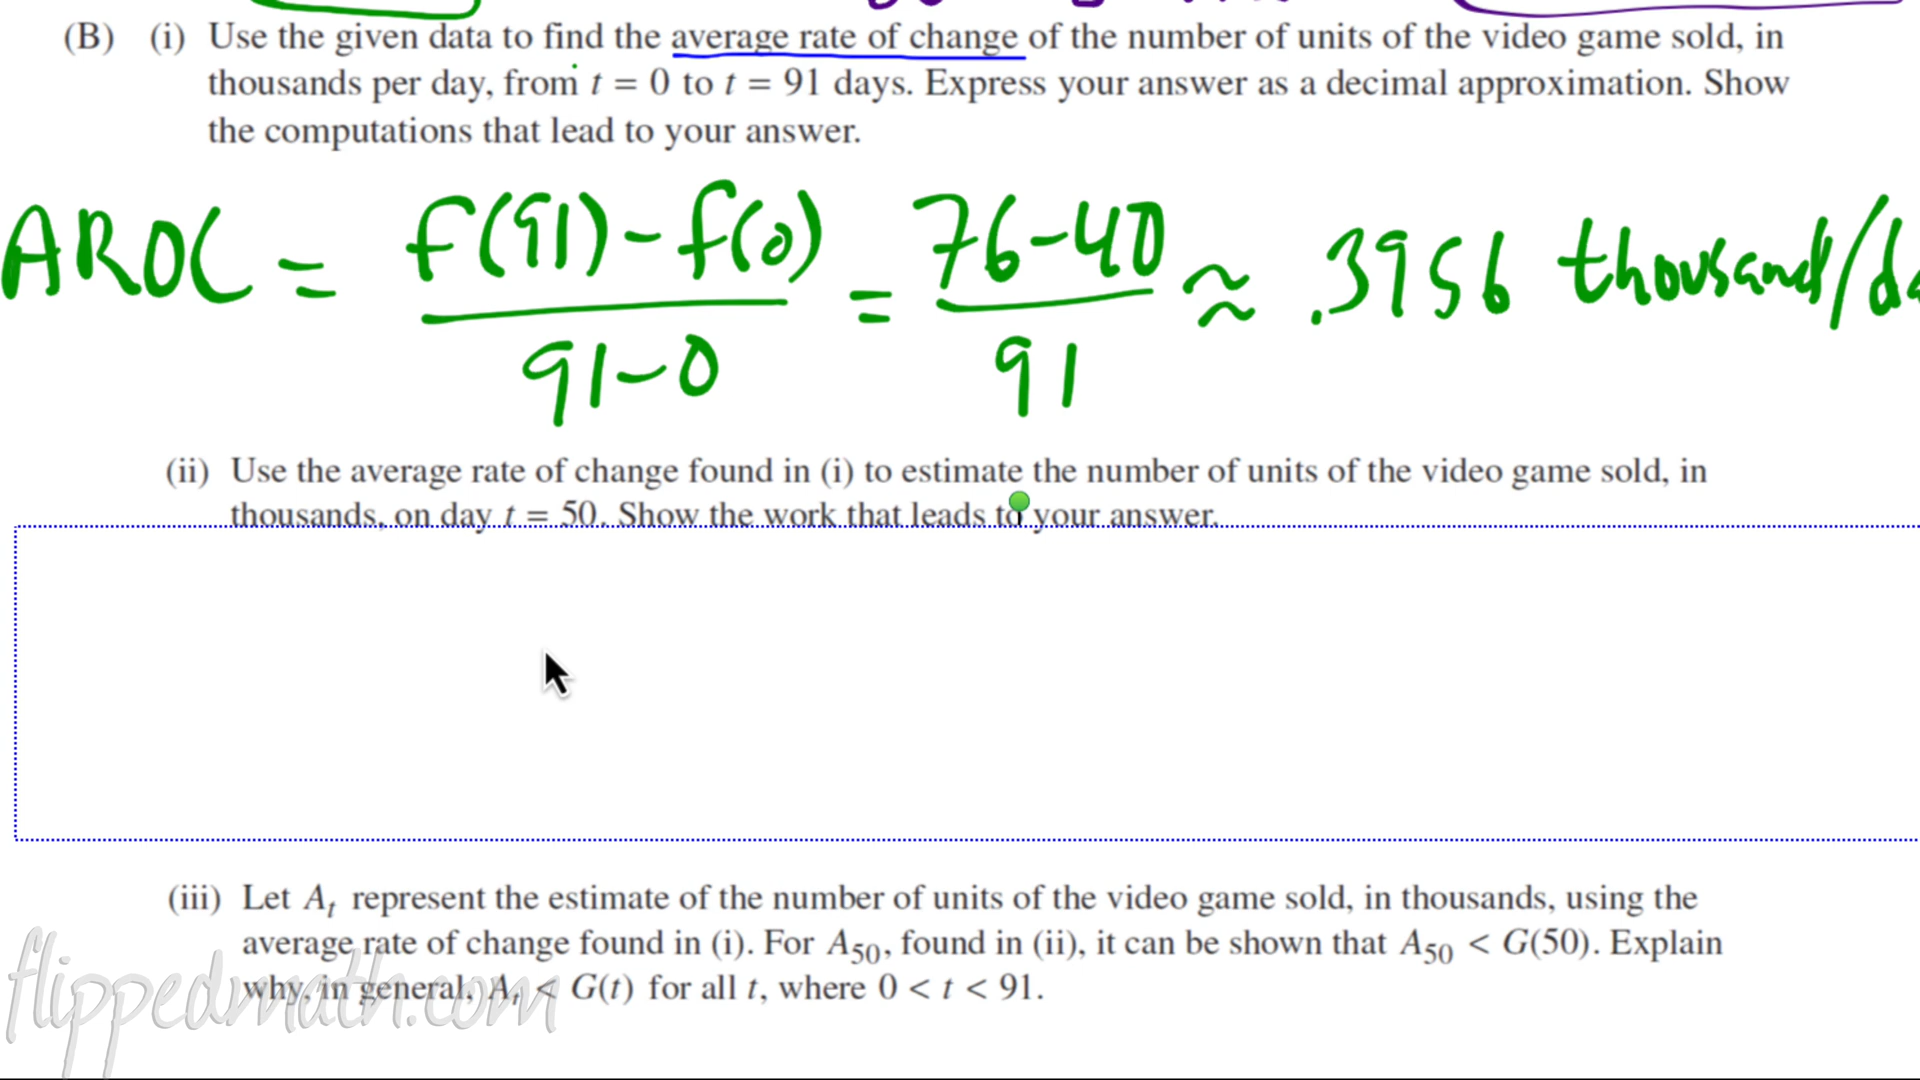 (B) (i) Use the given data to find the average rate of change of the number of units of the video game sold, in
thousands per day, from t = 0 to t = 91 days. Express your answer as a decimal approximation. Show
the computations that lead to your answer.
AROC = f(91) - f(0) / 91 - 0 = 76 - 40 / 91 ≈ .3956 thousand/da
(ii) Use the average rate of change found in (i) to estimate the number of units of the video game sold, in
thousands, on day t = 50. Show the work that leads to your answer.
(iii) Let Aₜ represent the estimate of the number of units of the video game sold, in thousands, using the
average rate of change found in (i). For A₅₀, found in (ii), it can be shown that A₅₀ < G(50). Explain
why, in general, Aₜ < G(t) for all t, where 0 < t < 91.
flippedmath.com